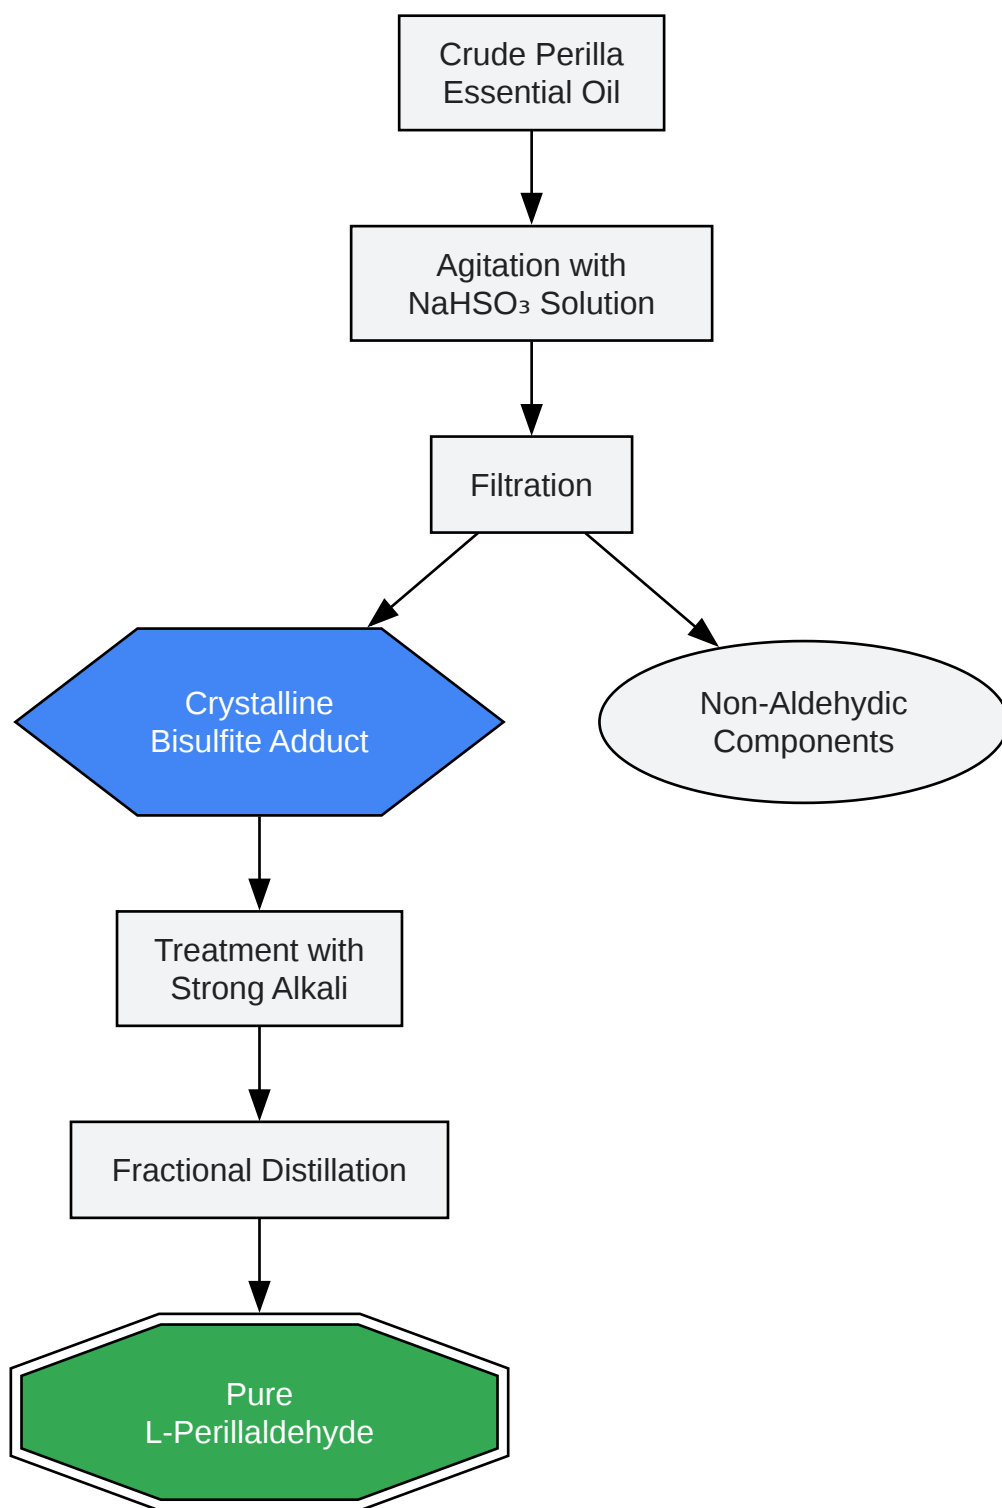 Crude Perilla
Essential Oil
Agitation with
NaHSO₃ Solution
Filtration
Crystalline
Bisulfite Adduct
Non-Aldehydic
Components
Treatment with
Strong Alkali
Fractional Distillation
Pure
L-Perillaldehyde